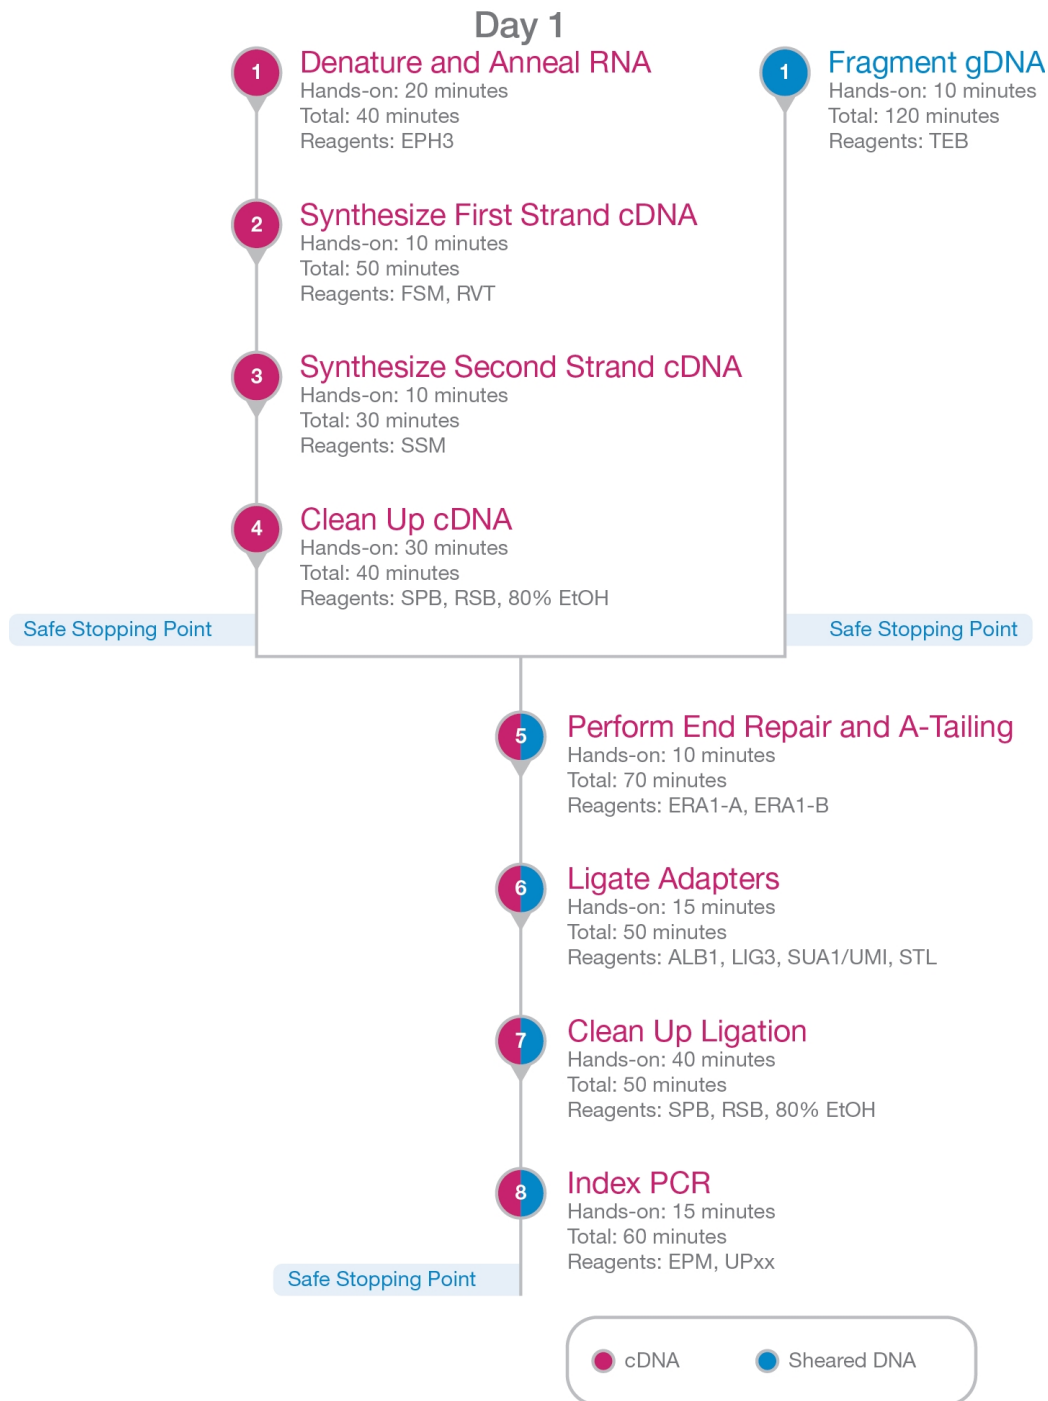 Day 1
1
Denature and Anneal RNA
Hands-on: 20 minutes
Total: 40 minutes
Reagents: EPH3
1
Fragment gDNA
Hands-on: 10 minutes
Total: 120 minutes
Reagents: TEB
2
Synthesize First Strand cDNA
Hands-on: 10 minutes
Total: 50 minutes
Reagents: FSM, RVT
3
Synthesize Second Strand cDNA
Hands-on: 10 minutes
Total: 30 minutes
Reagents: SSM
4
Clean Up cDNA
Hands-on: 30 minutes
Total: 40 minutes
Reagents: SPB, RSB, 80% EtOH
Safe Stopping Point
Safe Stopping Point
5
Perform End Repair and A-Tailing
Hands-on: 10 minutes
Total: 70 minutes
Reagents: ERA1-A, ERA1-B
6
Ligate Adapters
Hands-on: 15 minutes
Total: 50 minutes
Reagents: ALB1, LIG3, SUA1/UMI, STL
7
Clean Up Ligation
Hands-on: 40 minutes
Total: 50 minutes
Reagents: SPB, RSB, 80% EtOH
8
Index PCR
Hands-on: 15 minutes
Total: 60 minutes
Reagents: EPM, UPxx
Safe Stopping Point
cDNA
Sheared DNA